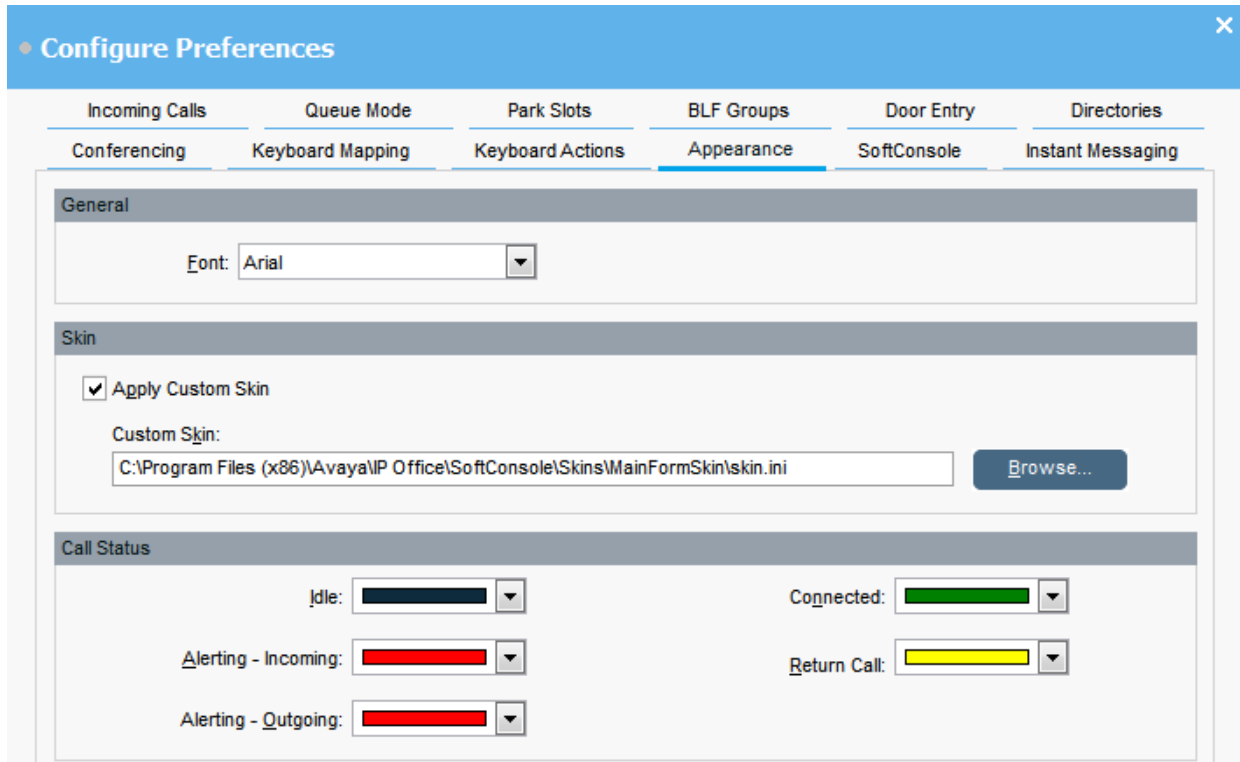 Configure Preferences
Incoming Calls Queue Mode Park Slots BLF Groups Door Entry Directories
Conferencing Keyboard Mapping Keyboard Actions Appearance SoftConsole Instant Messaging
General
Font: Arial
Skin
Apply Custom Skin
Custom Skin:
C:\Program Files (x86)\Avaya\IP Office\SoftConsole\Skins\MainFormSkin\skin.ini Browse...
Call Status
Idle: Connected:
Alerting - Incoming: Return Call:
Alerting - Outgoing: